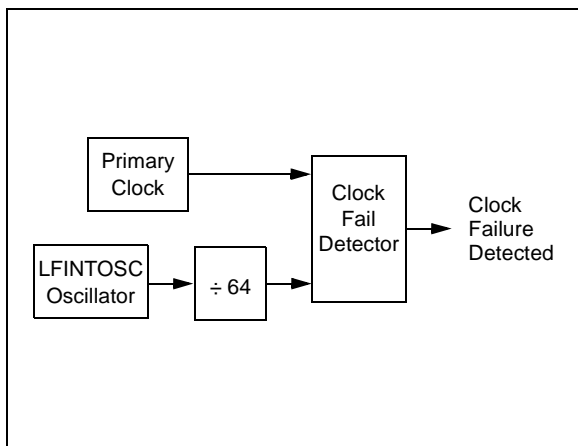 Primary
Clock
LFINTOSC
Oscillator
÷ 64
Clock
Fail
Detector
Clock
Failure
Detected